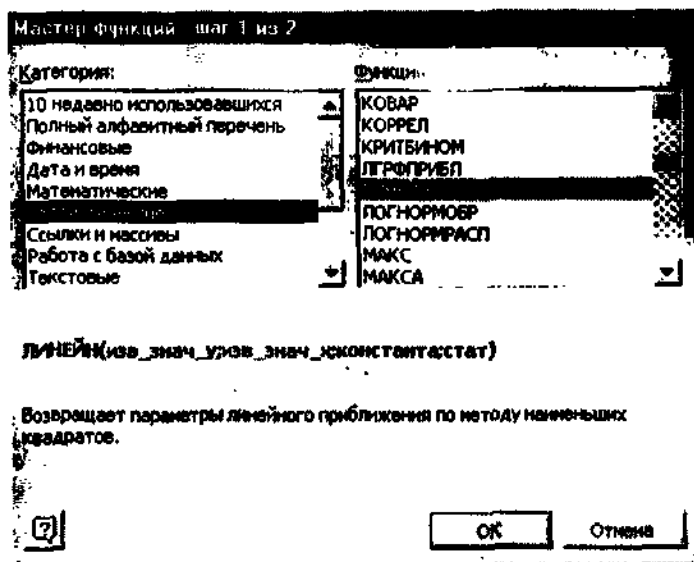 Мастер функций шаг 1 из 2
Категория:
10 недавно использовавшихся
Полный алфавитный перечень
Финансовые
Дата и время
Математические
Ссылки и массивы
Работа с базой данных
Текстовые
Функци
КОВАР
КОРРЕЛ
КРИТБИНОМ
ЛГРФПРИБЛ
ЛОГНОРМОБР
ЛОГНОРМРАСП
МАКС
МАКСА
ЛИНЕЙН(изв_знач_y;изв_знач_x;константа;стат)
Возвращает параметры линейного приближения по методу наименьших
квадратов.
?
ОК
Отмена